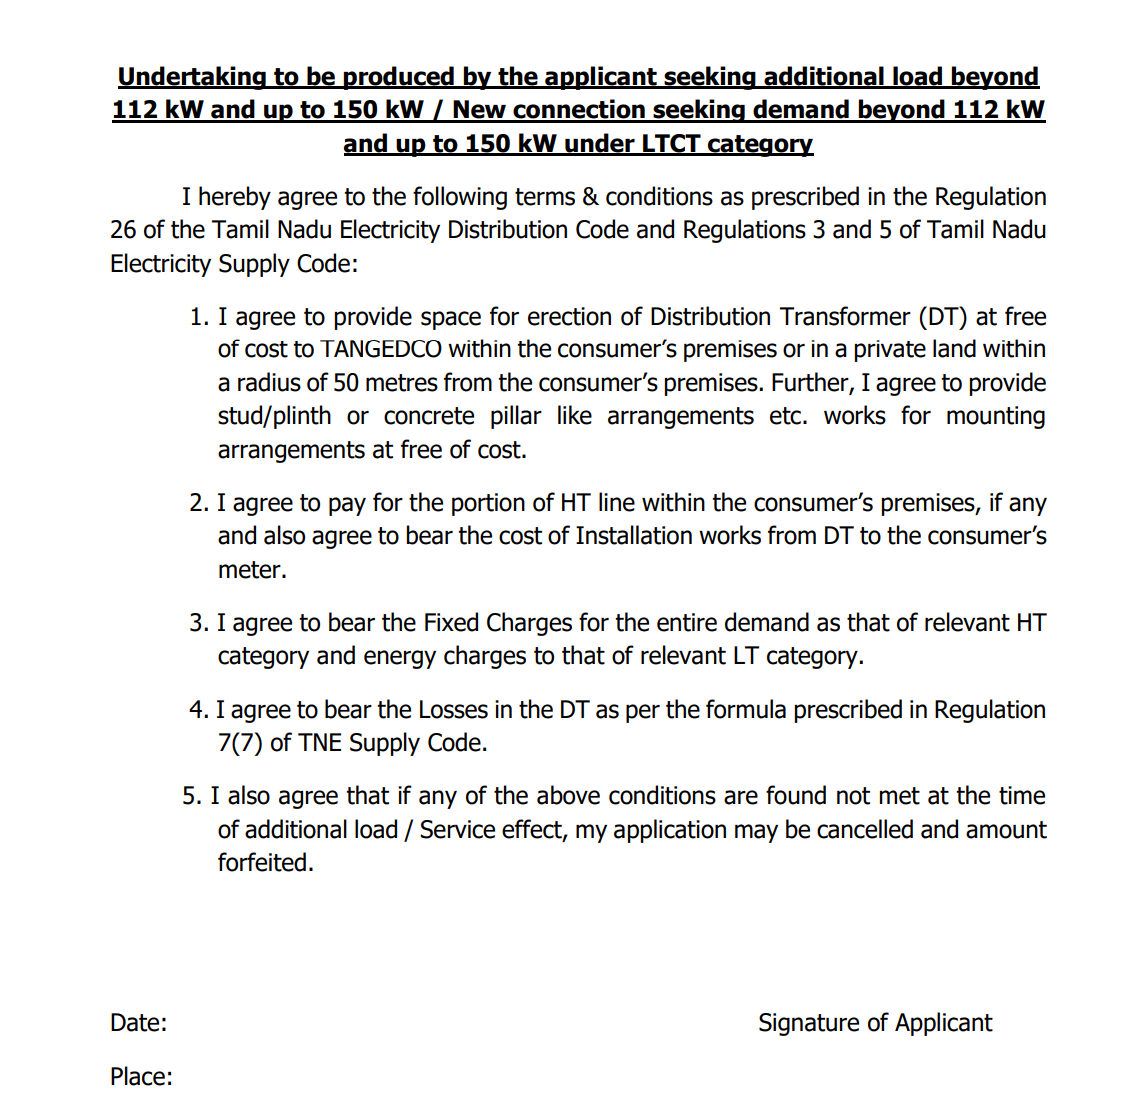 Undertaking to be produced by the applicant seeking additional load beyond
112 kW and up to 150 kW / New connection seeking demand beyond 112 kW
and up to 150 kW under LTCT category
I hereby agree to the following terms & conditions as prescribed in the Regulation
26 of the Tamil Nadu Electricity Distribution Code and Regulations 3 and 5 of Tamil Nadu
Electricity Supply Code:
1. I agree to provide space for erection of Distribution Transformer (DT) at free
of cost to TANGEDCO within the consumer’s premises or in a private land within
a radius of 50 metres from the consumer’s premises. Further, I agree to provide
stud/plinth or concrete pillar like arrangements etc. works for mounting
arrangements at free of cost.
2. I agree to pay for the portion of HT line within the consumer’s premises, if any
and also agree to bear the cost of Installation works from DT to the consumer’s
meter.
3. I agree to bear the Fixed Charges for the entire demand as that of relevant HT
category and energy charges to that of relevant LT category.
4. I agree to bear the Losses in the DT as per the formula prescribed in Regulation
7(7) of TNE Supply Code.
5. I also agree that if any of the above conditions are found not met at the time
of additional load / Service effect, my application may be cancelled and amount
forfeited.
Date: Signature of Applicant
Place: